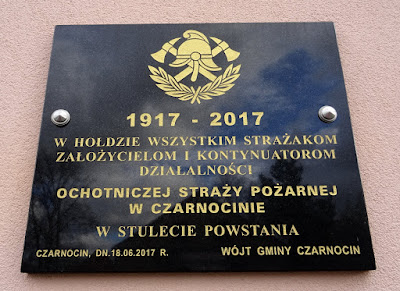 1917 - 2017
W HOŁDZIE WSZYSTKIM STRAŻAKOM
ZAŁOŻYCIELOM I KONTYNUATOROM
DZIAŁALNOŚCI
OCHOTNICZEJ STRAŻY POŻARNEJ
W CZARNOCINIE
W STULECIE POWSTANIA
CZARNOCIN, DN.18.06.2017 R. WÓJT GMINY CZARNOCIN